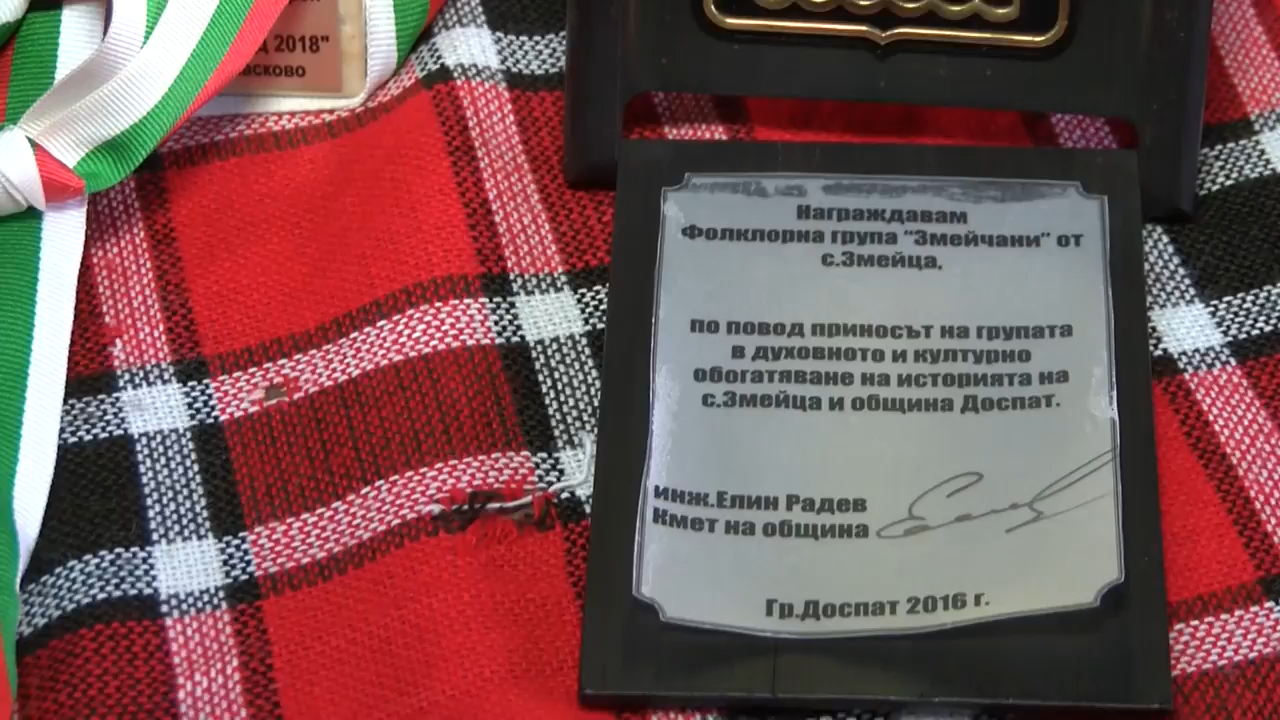 2018"
Награждавам
Фолклорна група "Змейчани" от
с.Змейца,
по повод приносът на групата
в духовното и културно
обогатяване на историята на
с.Змейца и община Доспат.
инж.Елин Радев
Кмет на община
Гр.Доспат 2016 г.